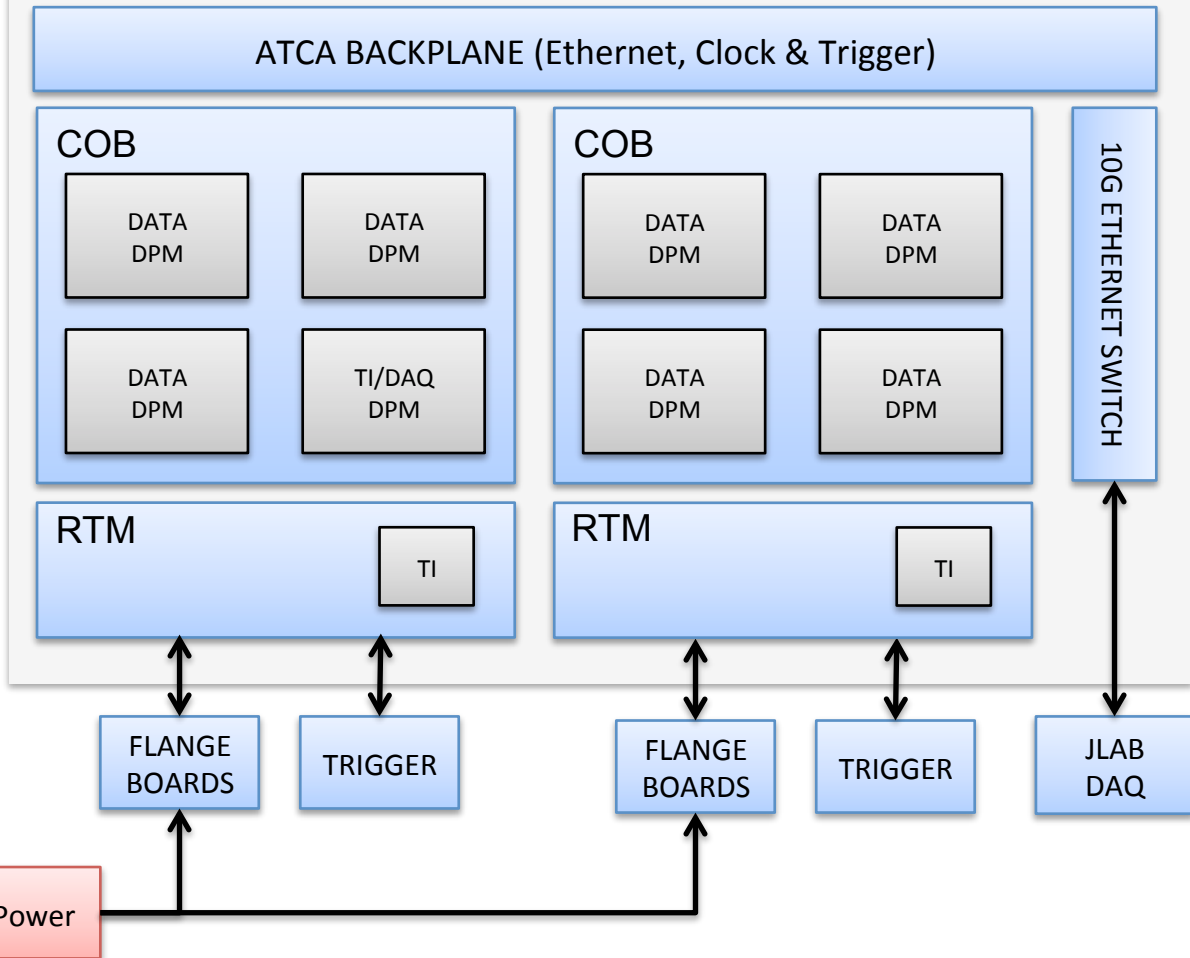 ATCA BACKPLANE (Ethernet, Clock & Trigger)
COB
DATA
DPM
DATA
DPM
DATA
DPM
TI/DAQ
DPM
COB
DATA
DPM
DATA
DPM
DATA
DPM
DATA
DPM
10G ETHERNET SWITCH
RTM
TI
RTM
TI
FLANGE
BOARDS
TRIGGER
FLANGE
BOARDS
TRIGGER
JLAB
DAQ
Power